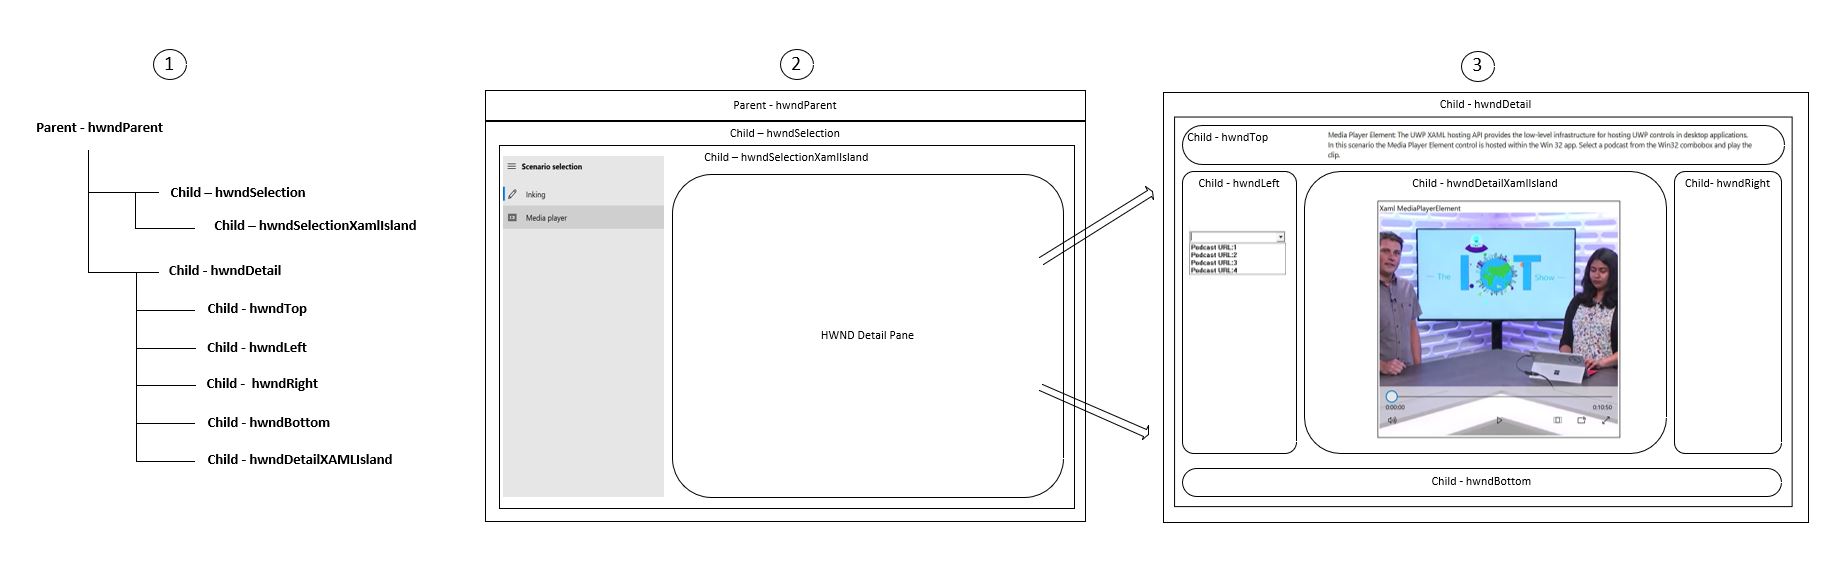 1
Parent - hwndParent
Child – hwndSelection
Child – hwndSelectionXamlIsland
Child - hwndDetail
Child - hwndTop
Child - hwndLeft
Child -  hwndRight
Child - hwndBottom
Child - hwndDetailXAMLIsland
2
Parent - hwndParent
Child – hwndSelection
Child – hwndSelectionXamlIsland
Scenario selection
Inking
Media player
HWND Detail Pane
3
Child - hwndDetail
Child - hwndTop
Media Player Element: The UWP XAML hosting API provides the low-level infrastructure for hosting UWP controls in desktop applications.
In this scenario the Media Player Element control is hosted within the Win 32 app. Select a podcast from the Win32 combobox and play the
clip.
Child - hwndLeft
Podcast URL:1
Podcast URL:2
Podcast URL:3
Podcast URL:4
Child - hwndDetailXamlIsland
Xaml MediaPlayerElement
The
IoT
Show
0:00:00
0:10:50
Child- hwndRight
Child - hwndBottom